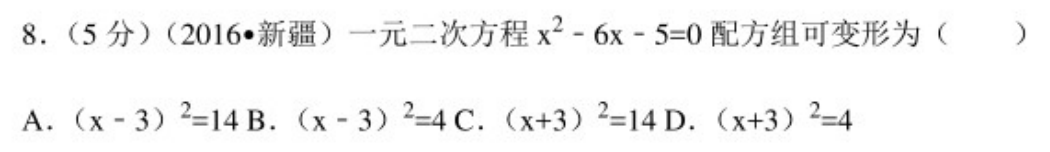 8.（5 分）（2016•新疆）一元二次方程 x² - 6x - 5=0 配方组可变形为（　　）
A.（x - 3）²=14 B.（x - 3）²=4 C.（x+3）²=14 D.（x+3）²=4